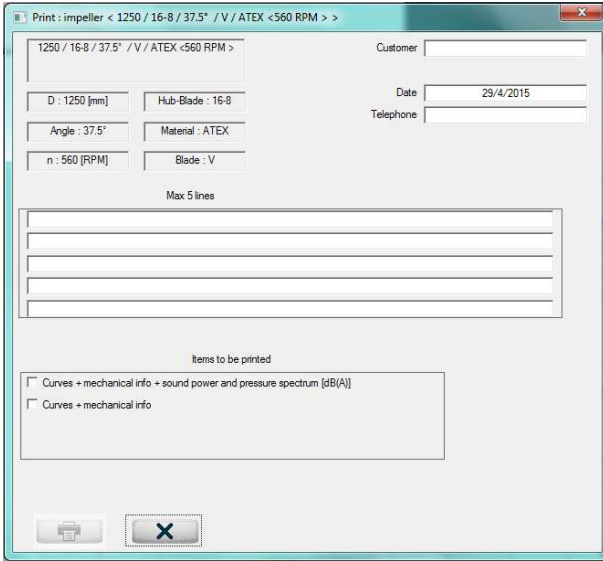 Print : impeller < 1250 / 16-8 / 37.5° / V / ATEX <560 RPM > >
1250 / 16-8 / 37.5° / V / ATEX <560 RPM >
Customer
D : 1250 [mm]
Hub-Blade : 16-8
Date
29/4/2015
Telephone
Angle : 37.5°
Material : ATEX
n : 560 [RPM]
Blade : V
Max 5 lines
Items to be printed
Curves + mechanical info + sound power and pressure spectrum [dB(A)]
Curves + mechanical info